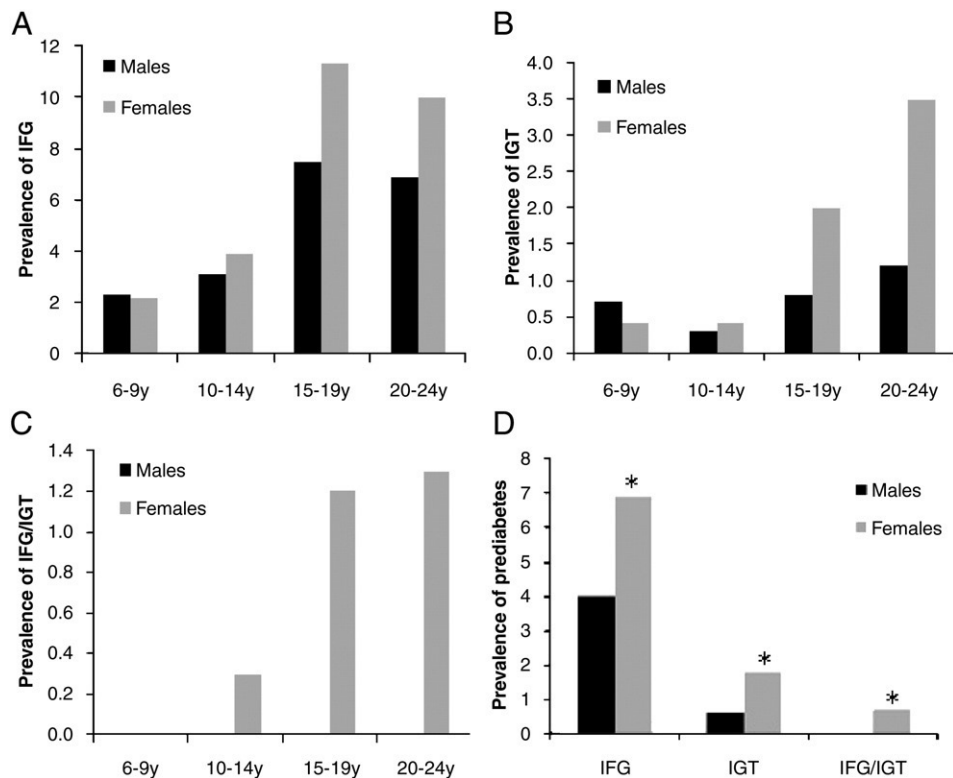 A
Prevalence of IFG
12
10
8
6
4
2
0
Males
Females
6-9y 10-14y 15-19y 20-24y
B
Prevalence of IGT
4.0
3.5
3.0
2.5
2.0
1.5
1.0
0.5
0.0
Males
Females
6-9y 10-14y 15-19y 20-24y
C
Prevalence of IFG/IGT
1.4
1.2
1.0
0.8
0.6
0.4
0.2
0.0
Males
Females
6-9y 10-14y 15-19y 20-24y
D
Prevalence of prediabetes
8
7
6
5
4
3
2
1
0
Males
Females
*
*
*
IFG IGT IFG/IGT